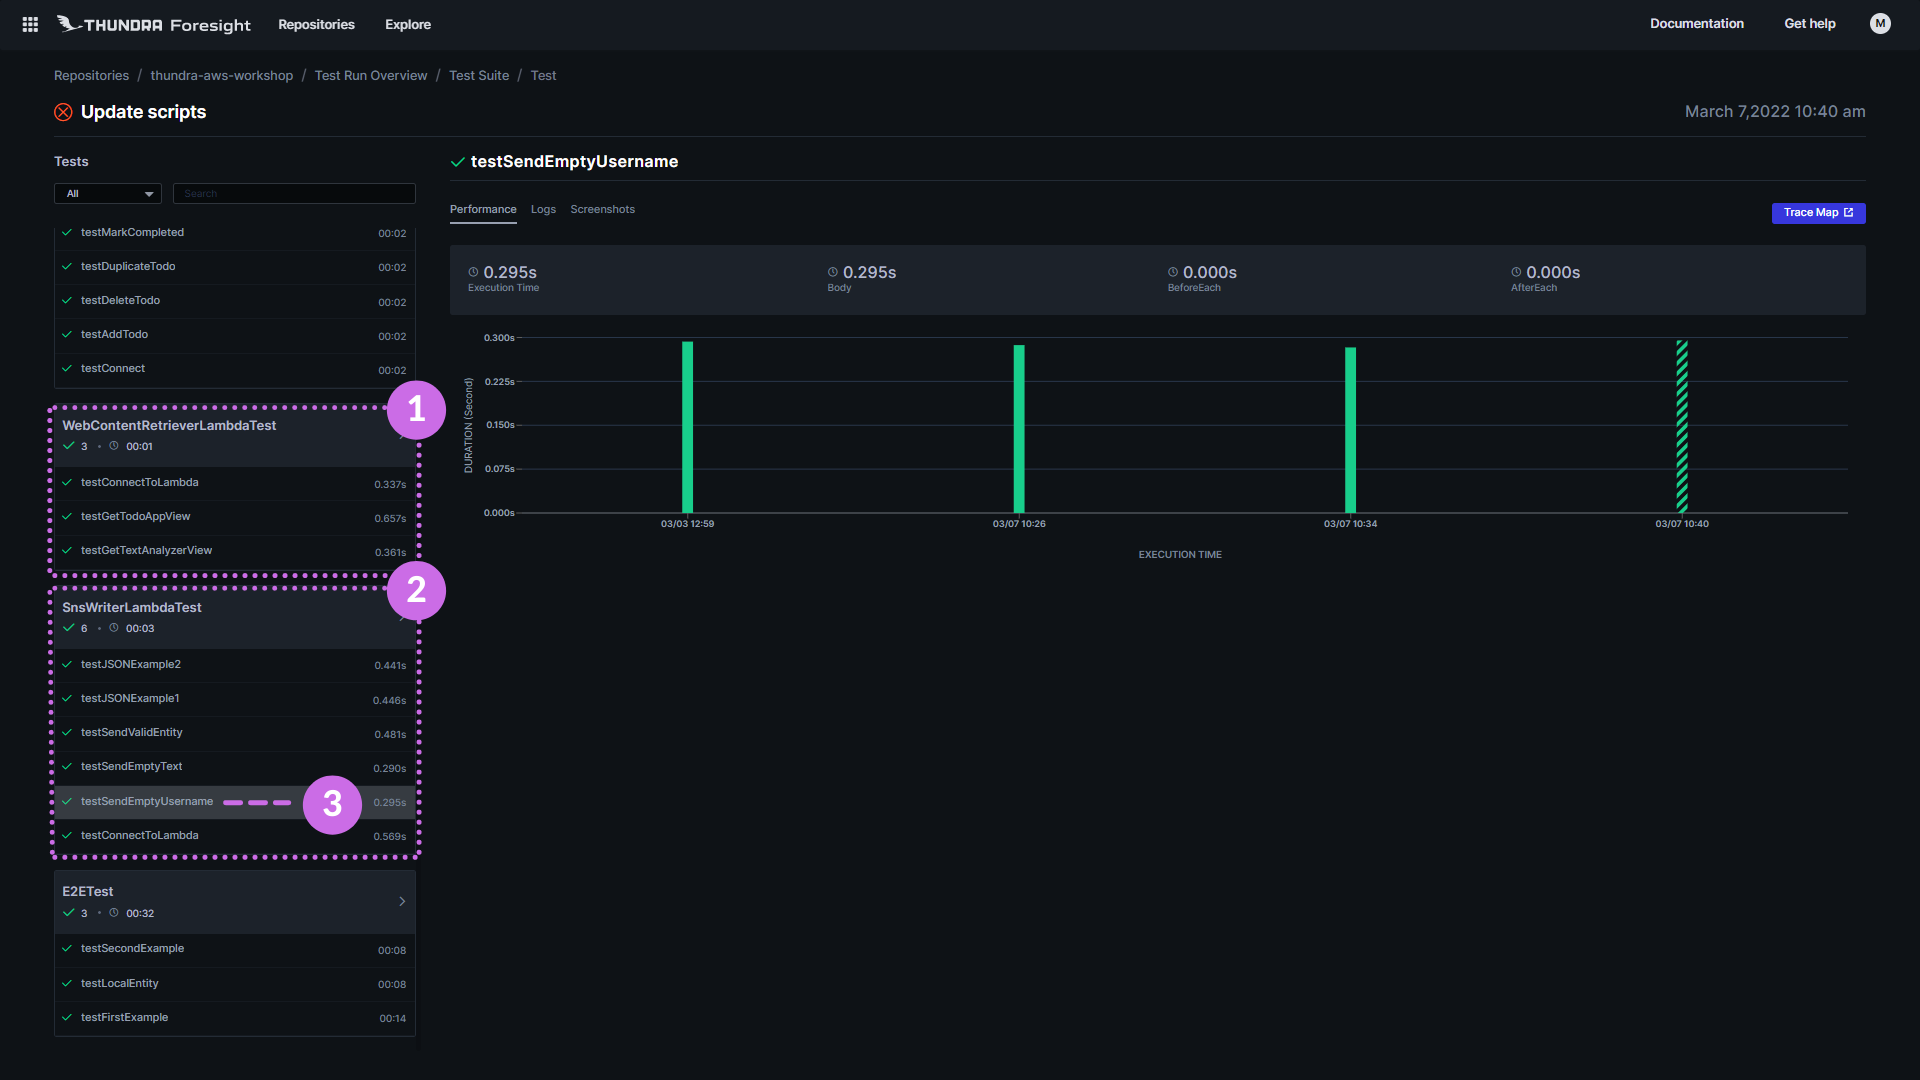 THUNDRA Foresight Repositories Explore Documentation Get help M
Repositories / thundra-aws-workshop / Test Run Overview / Test Suite / Test
Update scripts
March 7,2022 10:40 am
Tests
All
Search
testMarkCompleted 00:02
testDuplicateTodo 00:02
testDeleteTodo 00:02
testAddTodo 00:02
testConnect 00:02
1
WebContentRetrieverLambdaTest
3 • 00:01
testConnectToLambda 0.337s
testGetTodoAppView 0.657s
testGetTextAnalyzerView 0.361s
2
SnsWriterLambdaTest
6 • 00:03
testJSONExample2 0.441s
testJSONExample1 0.446s
testSendValidEntity 0.481s
testSendEmptyText 0.290s
testSendEmptyUsername 3 0.295s
testConnectToLambda 0.569s
E2ETest
3 • 00:32
testSecondExample 00:08
testLocalEntity 00:08
testFirstExample 00:14
testSendEmptyUsername
Performance Logs Screenshots
Trace Map
0.295s 0.295s 0.000s 0.000s
Execution Time Body BeforeEach AfterEach
DURATION (Second)
0.300s
0.225s
0.150s
0.075s
0.000s
03/03 12:59 03/07 10:26 03/07 10:34 03/07 10:40
EXECUTION TIME